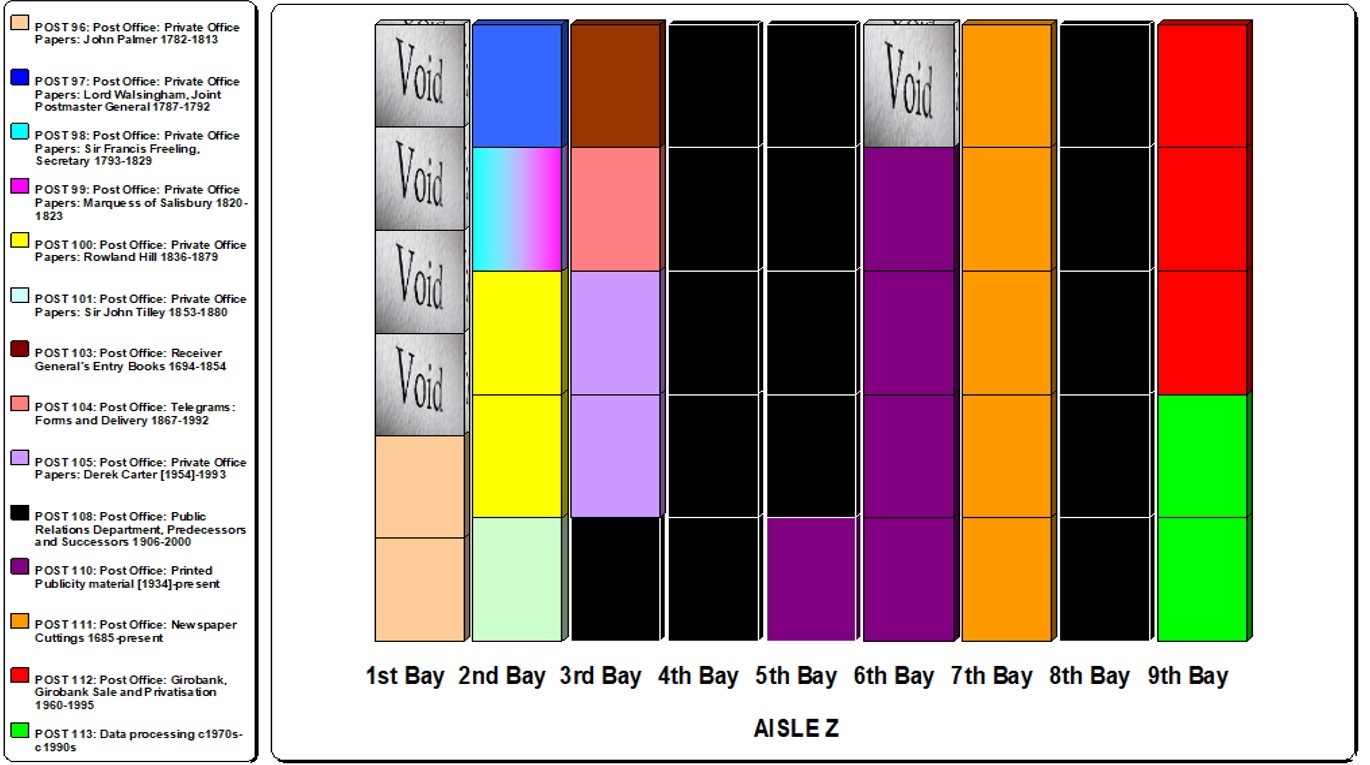 POST 96: Post Office: Private Office
Papers: John Palmer 1782-1813
POST 97: Post Office: Private Office
Papers: Lord Walsingham, Joint
Postmaster General 1787-1792
POST 98: Post Office: Private Office
Papers: Sir Francis Freeling,
Secretary 1793-1829
POST 99: Post Office: Private Office
Papers: Marquess of Salisbury 1820-
1823
POST 100: Post Office: Private Office
Papers: Rowland Hill 1836-1879
POST 101: Post Office: Private Office
Papers: Sir John Tilley 1853-1880
POST 103: Post Office: Receiver
General's Entry Books 1694-1854
POST 104: Post Office: Telegrams:
Forms and Delivery 1867-1992
POST 105: Post Office: Private Office
Papers: Derek Carter [1954]-1993
POST 108: Post Office: Public
Relations Department, Predecessors
and Successors 1906-2000
POST 110: Post Office: Printed
Publicity material [1934]-present
POST 111: Post Office: Newspaper
Cuttings 1685-present
POST 112: Post Office: Girobank,
Girobank Sale and Privatisation
1960-1995
POST 113: Data processing c1970s-
c1990s
Void
Void
Void
Void
Void
1st Bay 2nd Bay 3rd Bay 4th Bay 5th Bay 6th Bay 7th Bay 8th Bay 9th Bay
AISLE Z